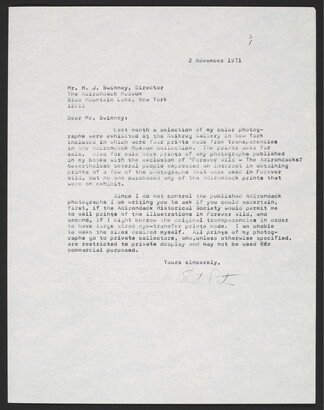 2 November 1971
Mr. H. J. Swinney, Director
The Adirondack Museum
Blue Mountain Lake, New York
12812
Dear Mr. Swinney:
Last month a selection of my color photog-
raphs were exhibited at the Neikrug Gallery in New York
included in which were four prints made from transparencies
in the Adirondack Museum Collection. The prints were for
sale. Also for sale were prints of any photographs published
in my books with the exclusion of "Forever Wild - The Adirondacks"
Nevertheless several people expressed an interest in obtaining
prints of a few of the photographs that were used in Forever
Wild, but no one purchased any of the Adirondack prints that
were on exhibit.
Since I do not control the published Adirondack
photographs I am writing you to ask if you could ascertain,
first, if the Adirondack Historical Society would permit me
to sell prints of the illustrations in Forever Wild, and
second, if I might borrow the original transparencies in order
to have large sized dye-transfer prints made. I am unable
to make the sizes desired myself. All prints of my photog-
raphs go to private collectors, who, unless otherwise specified,
are restricted to private display and may not be used for
commercial purposes.
Yours sincerely,